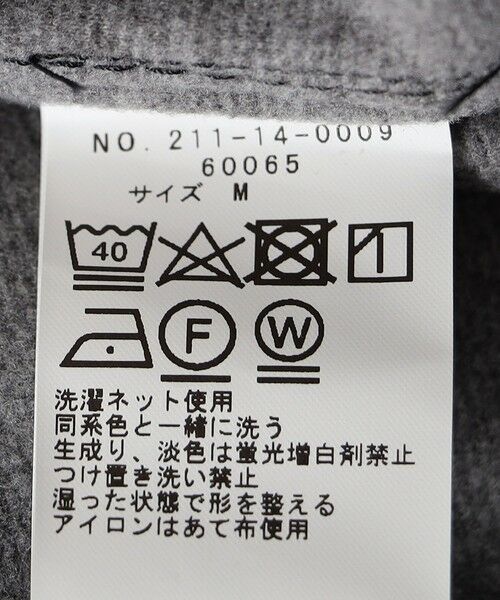 NO. 211-14-0009
60065
サイズ M
40
F W
洗濯ネット使用
同系色と一緒に洗う
生成り、淡色は蛍光増白剤禁止
つけ置き洗い禁止
湿った状態で形を整える
アイロンはあて布使用